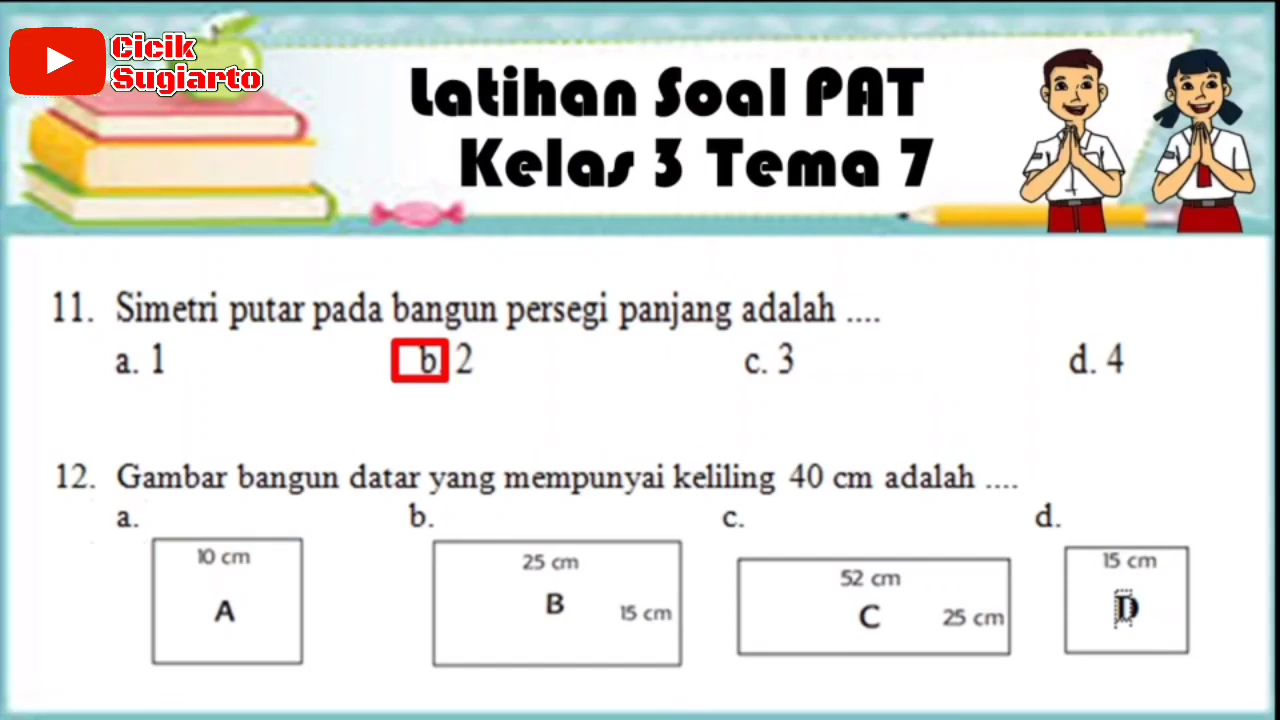 Cicik
Sugiarto
Latihan Soal PAT
Kelas 3 Tema 7
11. Simetri putar pada bangun persegi panjang adalah ....
a. 1 b. 2 c. 3 d. 4
12. Gambar bangun datar yang mempunyai keliling 40 cm adalah ....
a. b. c. d.
10 cm 25 cm 52 cm 15 cm
A B 15 cm C 25 cm D